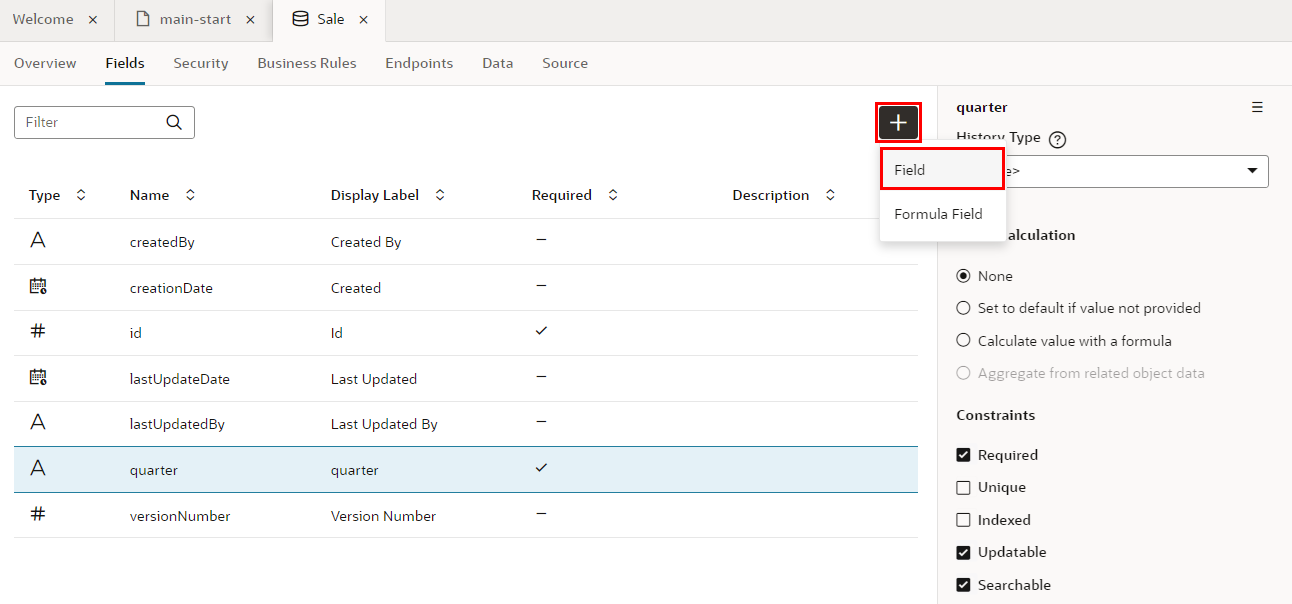 Welcome × main-start × Sale ×
Overview Fields Security Business Rules Endpoints Data Source
Filter
+
Field
Formula Field
Type Name Display Label Required Description
createdBy Created By
creationDate Created
id Id
lastUpdateDate Last Updated
lastUpdatedBy Last Updated By
quarter quarter
versionNumber Version Number
quarter
History Type ?
e>
alculation
None
Set to default if value not provided
Calculate value with a formula
Aggregate from related object data
Constraints
Required
Unique
Indexed
Updatable
Searchable